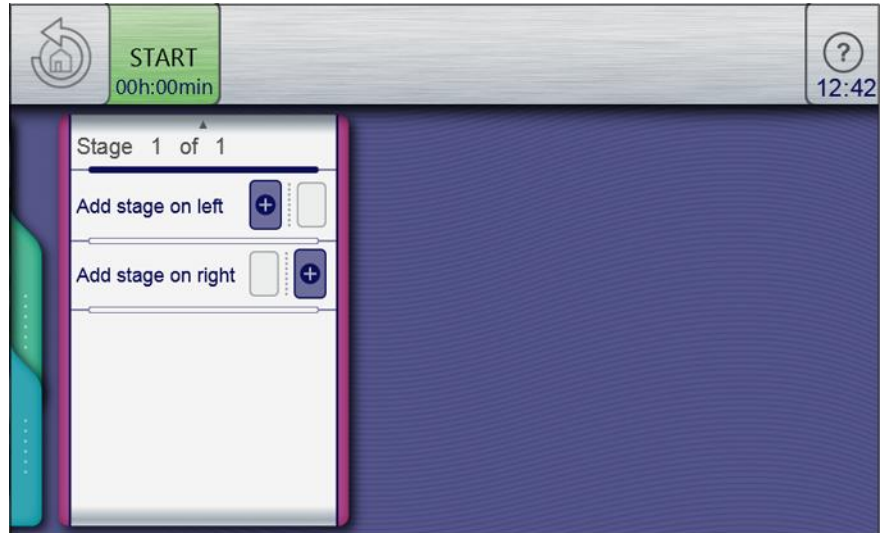 START
00h:00min
?
12:42
Stage 1 of 1
Add stage on left
Add stage on right